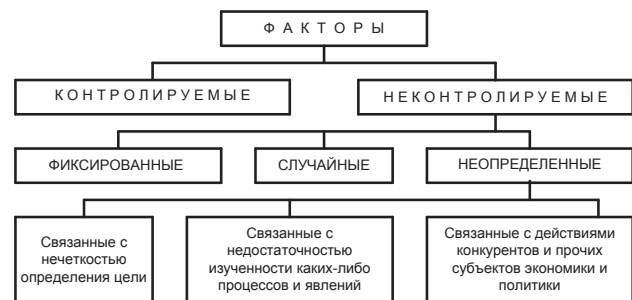 ФАКТОРЫ
КОНТРОЛИРУЕМЫЕ
НЕКОНТРОЛИРУЕМЫЕ
ФИКСИРОВАННЫЕ
СЛУЧАЙНЫЕ
НЕОПРЕДЕЛЕННЫЕ
Связанные с
нечеткостью
определения цели
Связанные с
недостаточностью
изученности каких-либо
процессов и явлений
Связанные с действиями
конкурентов и прочих
субъектов экономики и
политики